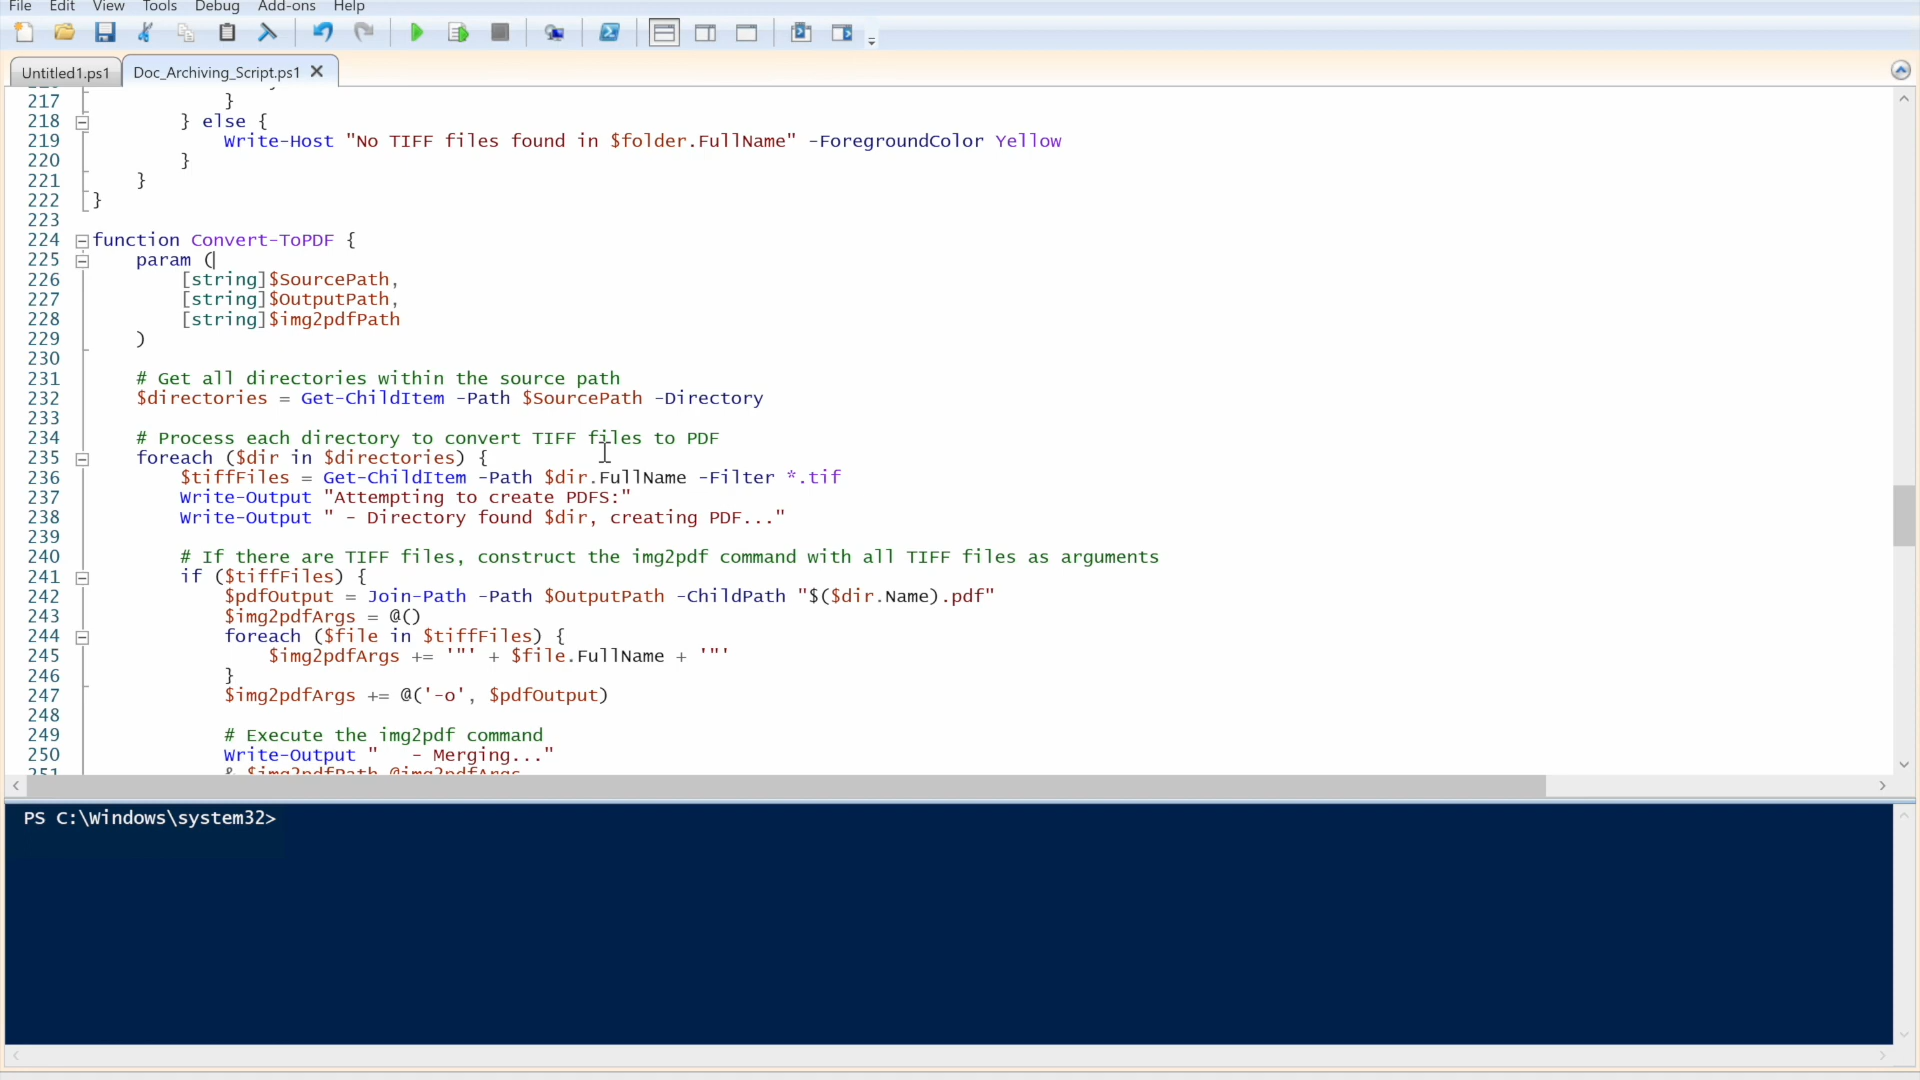 File Edit View Tools Debug Add-ons Help
Untitled1.ps1 Doc_Archiving_Script.ps1
217 }
218 } else {
219 Write-Host "No TIFF files found in $folder.FullName" -ForegroundColor Yellow
220 }
221 }
222 }
223
224 function Convert-ToPDF {
225 param (
226 [string]$SourcePath,
227 [string]$OutputPath,
228 [string]$img2pdfPath
229 )
230
231 # Get all directories within the source path
232 $directories = Get-ChildItem -Path $SourcePath -Directory
233
234 # Process each directory to convert TIFF files to PDF
235 foreach ($dir in $directories) {
236 $tiffFiles = Get-ChildItem -Path $dir.FullName -Filter *.tif
237 Write-Output "Attempting to create PDFS:"
238 Write-Output " - Directory found $dir, creating PDF..."
239
240 # If there are TIFF files, construct the img2pdf command with all TIFF files as arguments
241 if ($tiffFiles) {
242 $pdfOutput = Join-Path -Path $OutputPath -ChildPath "$($dir.Name).pdf"
243 $img2pdfArgs = @()
244 foreach ($file in $tiffFiles) {
245 $img2pdfArgs += '"' + $file.FullName + '"'
246 }
247 $img2pdfArgs += @('-o', $pdfOutput)
248
249 # Execute the img2pdf command
250 Write-Output "   - Merging..."
251 & $img2pdfPath @img2pdfArgs
PS C:\Windows\system32>